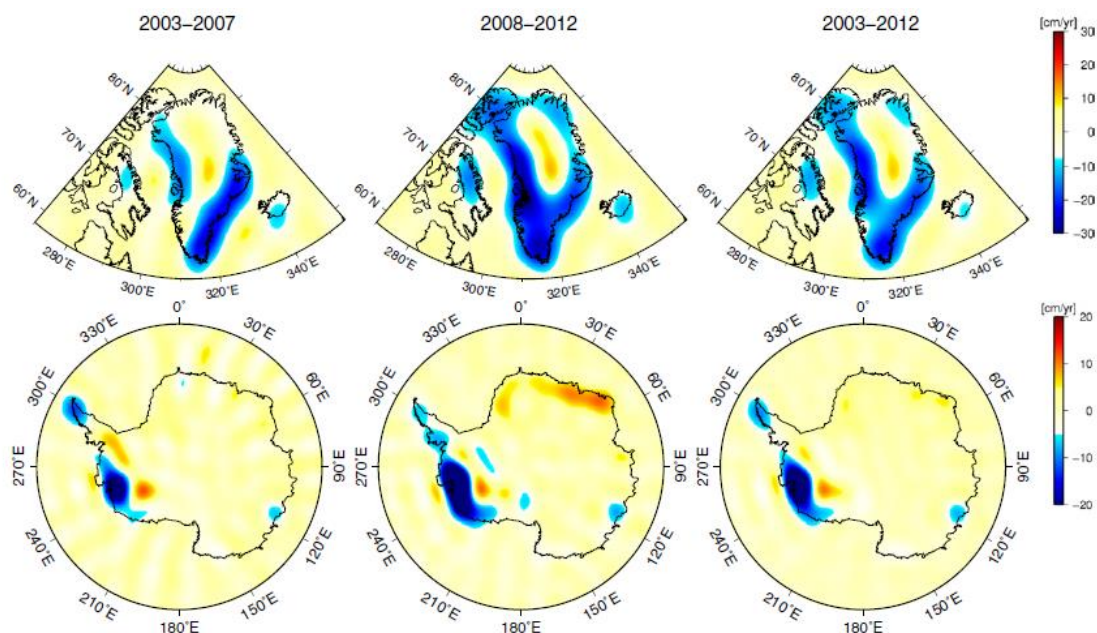 2003–2007
2008–2012
2003–2012
[cm/yr]
30
20
10
0
−10
−20
−30
80˚N
70˚N
60˚N
280˚E
300˚E
320˚E
340˚E
80˚N
70˚N
60˚N
280˚E
300˚E
320˚E
340˚E
80˚N
70˚N
60˚N
280˚E
300˚E
320˚E
340˚E
[cm/yr]
20
10
0
−10
−20
0˚
30˚E
60˚E
90˚E
120˚E
150˚E
180˚E
210˚E
240˚E
270˚E
300˚E
330˚E
0˚
30˚E
60˚E
90˚E
120˚E
150˚E
180˚E
210˚E
240˚E
270˚E
300˚E
330˚E
0˚
30˚E
60˚E
90˚E
120˚E
150˚E
180˚E
210˚E
240˚E
270˚E
300˚E
330˚E